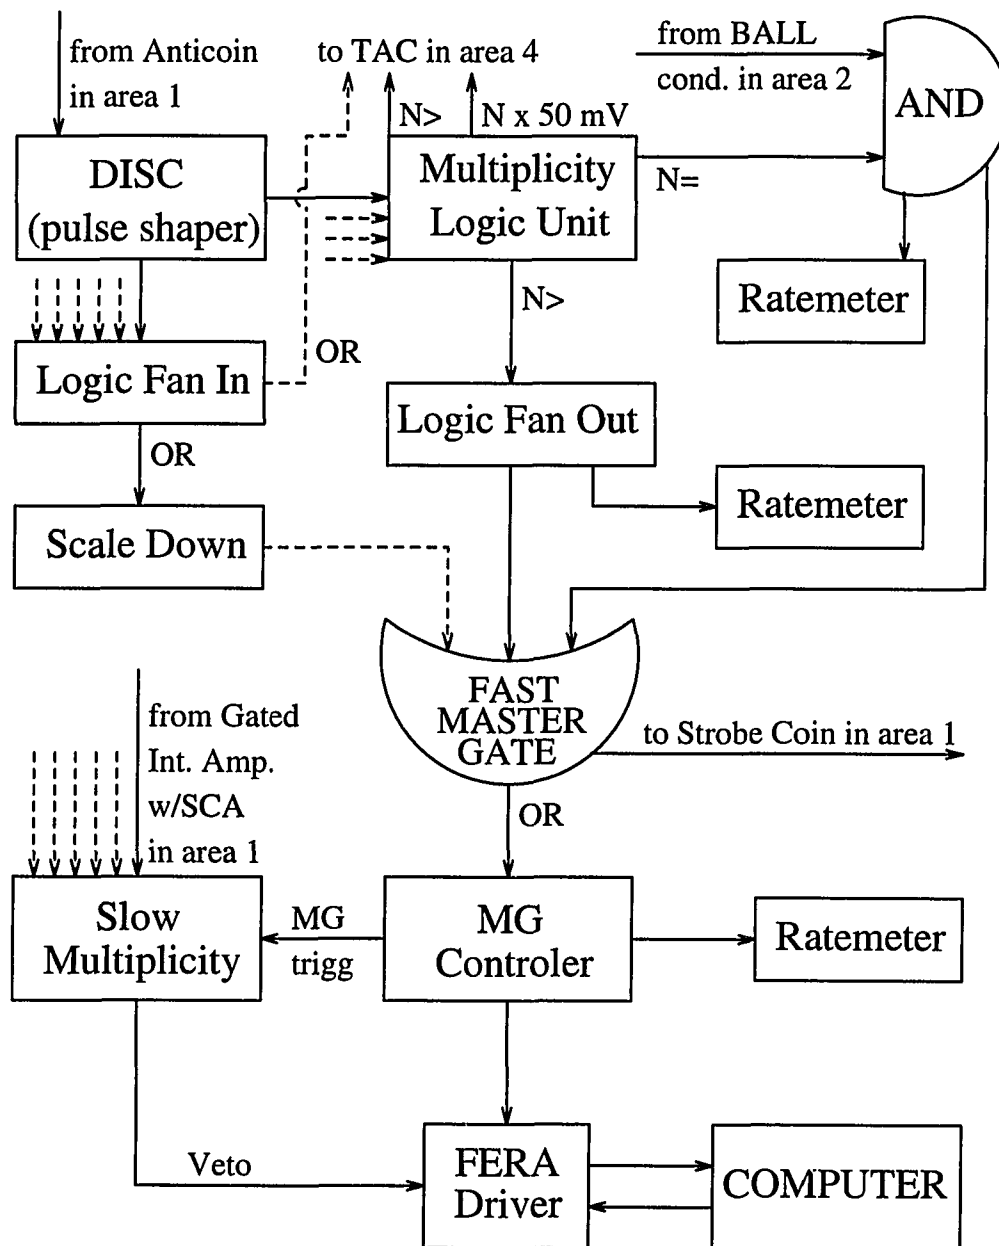 from Anticoin
in area 1
to TAC in area 4
from BALL
cond. in area 2
AND
N>
N x 50 mV
DISC
(pulse shaper)
Multiplicity
Logic Unit
N=
Ratemeter
N>
OR
Logic Fan In
Logic Fan Out
OR
Ratemeter
Scale Down
FAST
MASTER
GATE
to Strobe Coin in area 1
from Gated
Int. Amp.
w/SCA
in area 1
OR
Slow
Multiplicity
MG
trigg
MG
Controler
Ratemeter
Veto
FERA
Driver
COMPUTER